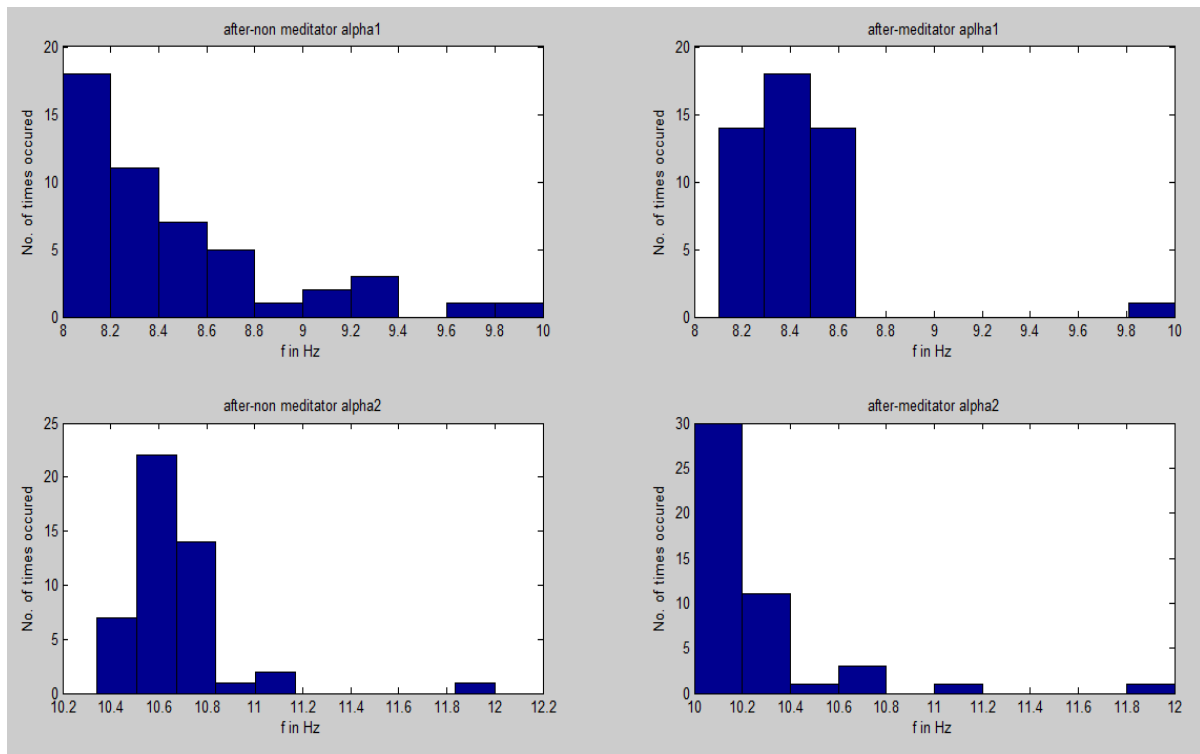 after-non meditator alpha1
20
15
10
5
0
No. of times occured
8 8.2 8.4 8.6 8.8 9 9.2 9.4 9.6 9.8 10
f in Hz
after-meditator aplha1
20
15
10
5
0
No. of times occured
8 8.2 8.4 8.6 8.8 9 9.2 9.4 9.6 9.8 10
f in Hz
after-non meditator alpha2
25
20
15
10
5
0
No. of times occured
10.2 10.4 10.6 10.8 11 11.2 11.4 11.6 11.8 12 12.2
f in Hz
after-meditator alpha2
30
25
20
15
10
5
0
No. of times occured
10 10.2 10.4 10.6 10.8 11 11.2 11.4 11.6 11.8 12
f in Hz